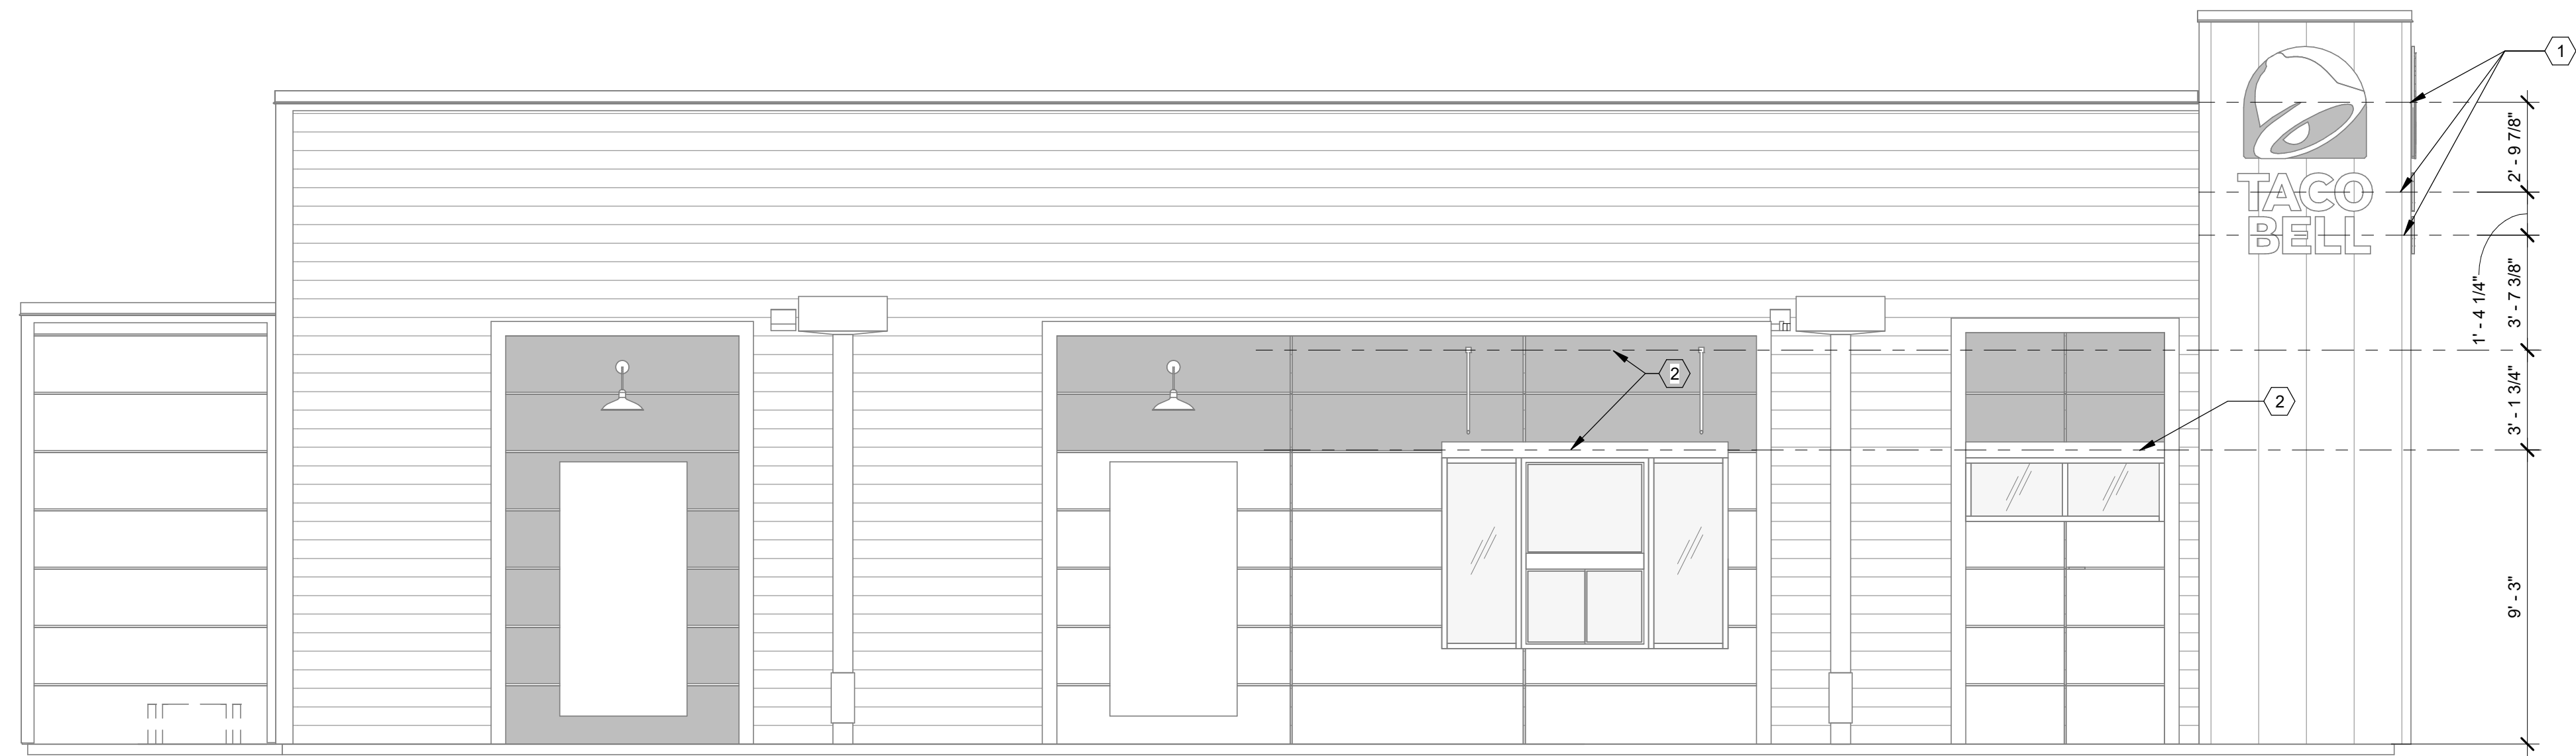 1
2' - 9 7/8"
TACO
BELL
1' - 4 1/4"
3' - 7 3/8"
2
3' - 1 3/4"
2
9' - 3"